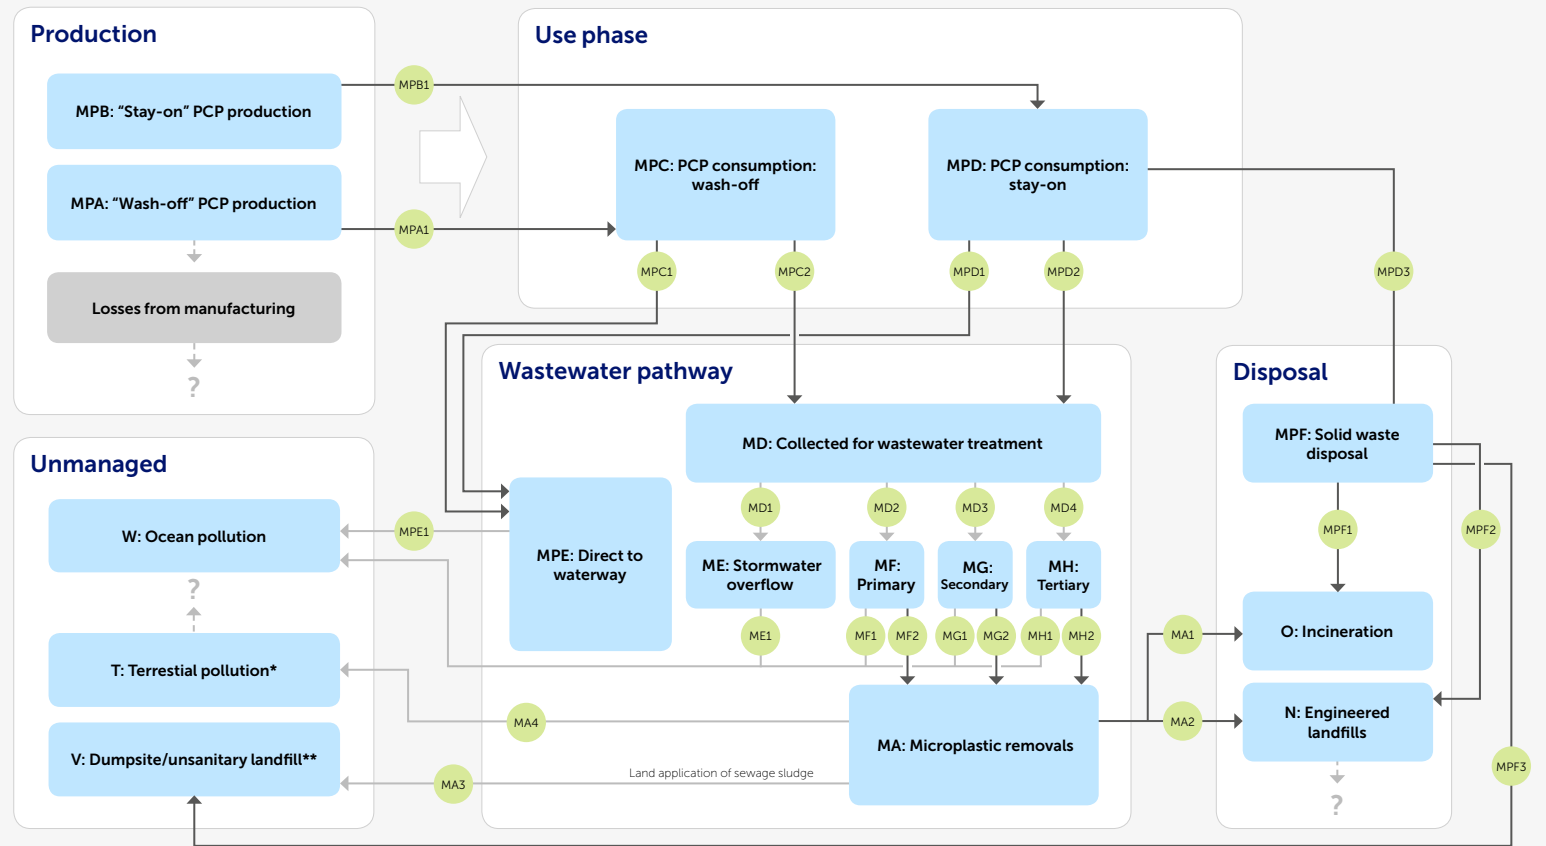 Production
MPB: “Stay-on” PCP production
MPA: “Wash-off” PCP production
Losses from manufacturing
?
MPB1
MPA1
Use phase
MPC: PCP consumption:
wash-off
MPD: PCP consumption:
stay-on
MPC1
MPC2
MPD1
MPD2
MPD3
Unmanaged
W: Ocean pollution
?
T: Terrestial pollution*
V: Dumpsite/unsanitary landfill**
MPE1
MA4
MA3
Wastewater pathway
MD: Collected for wastewater treatment
MD1
MD2
MD3
MD4
MPE: Direct to
waterway
ME: Stormwater
overflow
MF:
Primary
MG:
Secondary
MH:
Tertiary
ME1
MF1
MF2
MG1
MG2
MH1
MH2
MA: Microplastic removals
Land application of sewage sludge
MA1
MA2
Disposal
MPF: Solid waste
disposal
MPF1
MPF2
O: Incineration
N: Engineered
landfills
?
MPF3